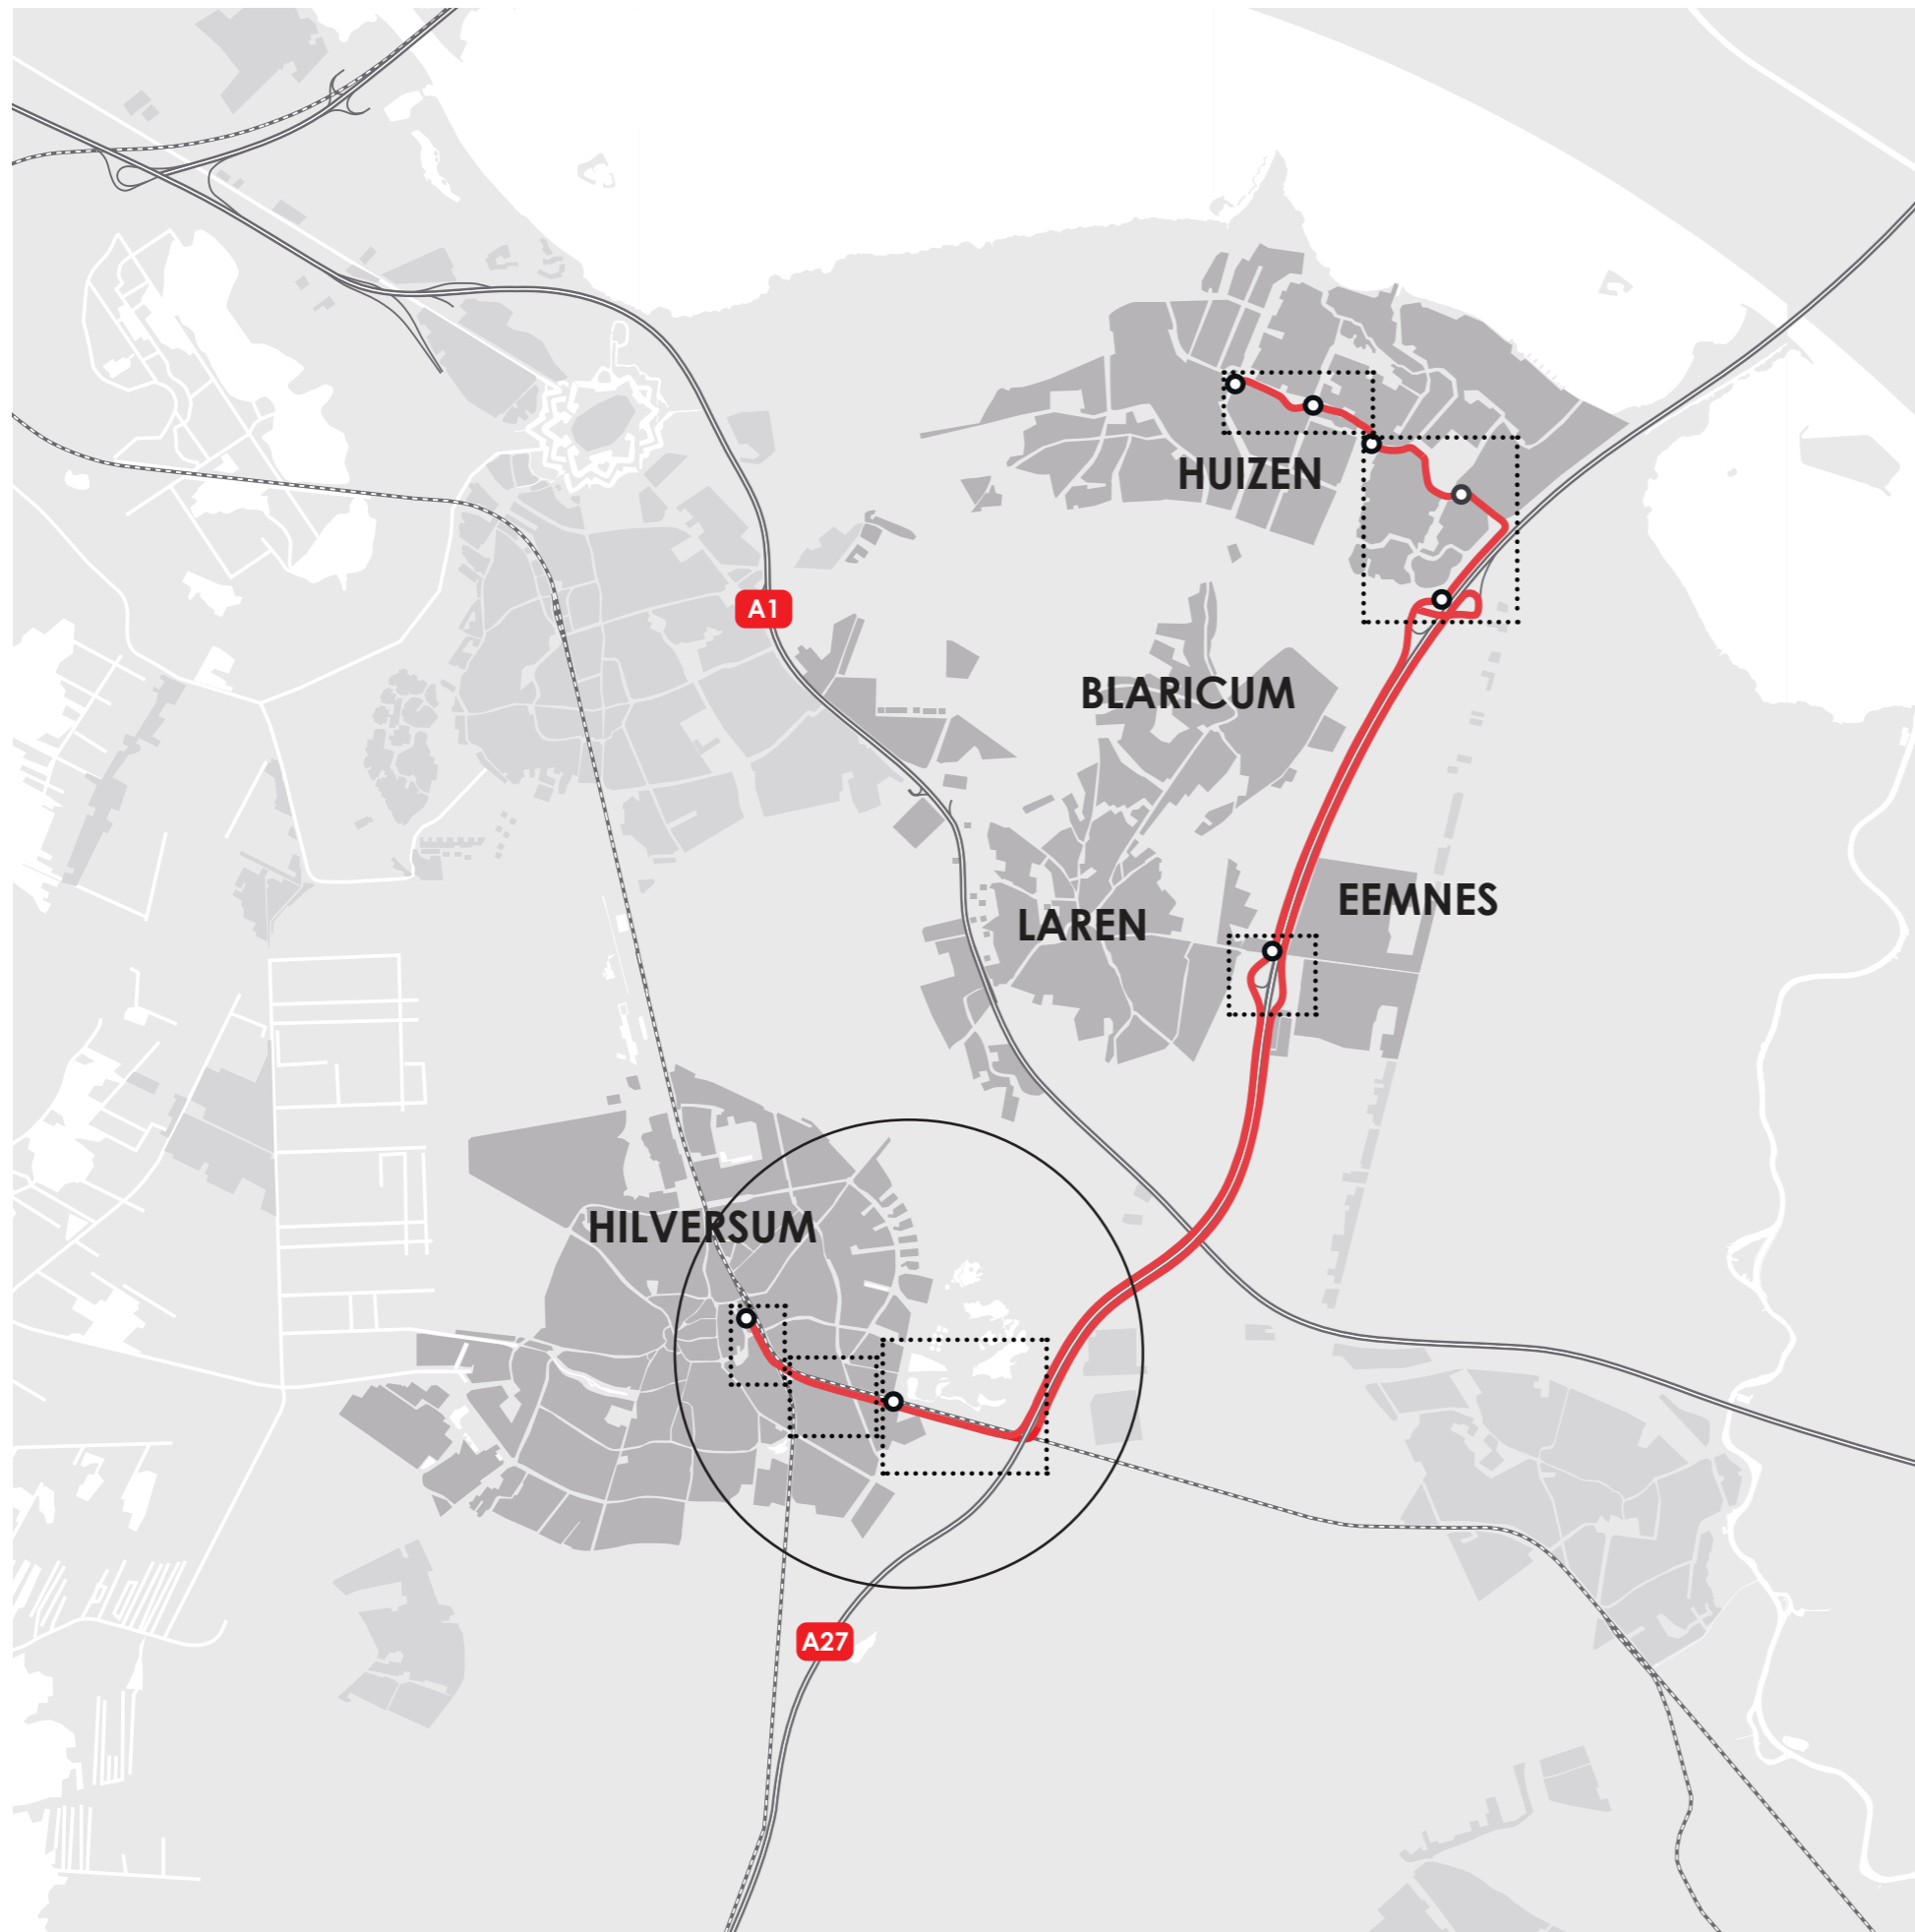 HUIZEN
A1
BLARICUM
EEMNES
LAREN
HILVERSUM
A27